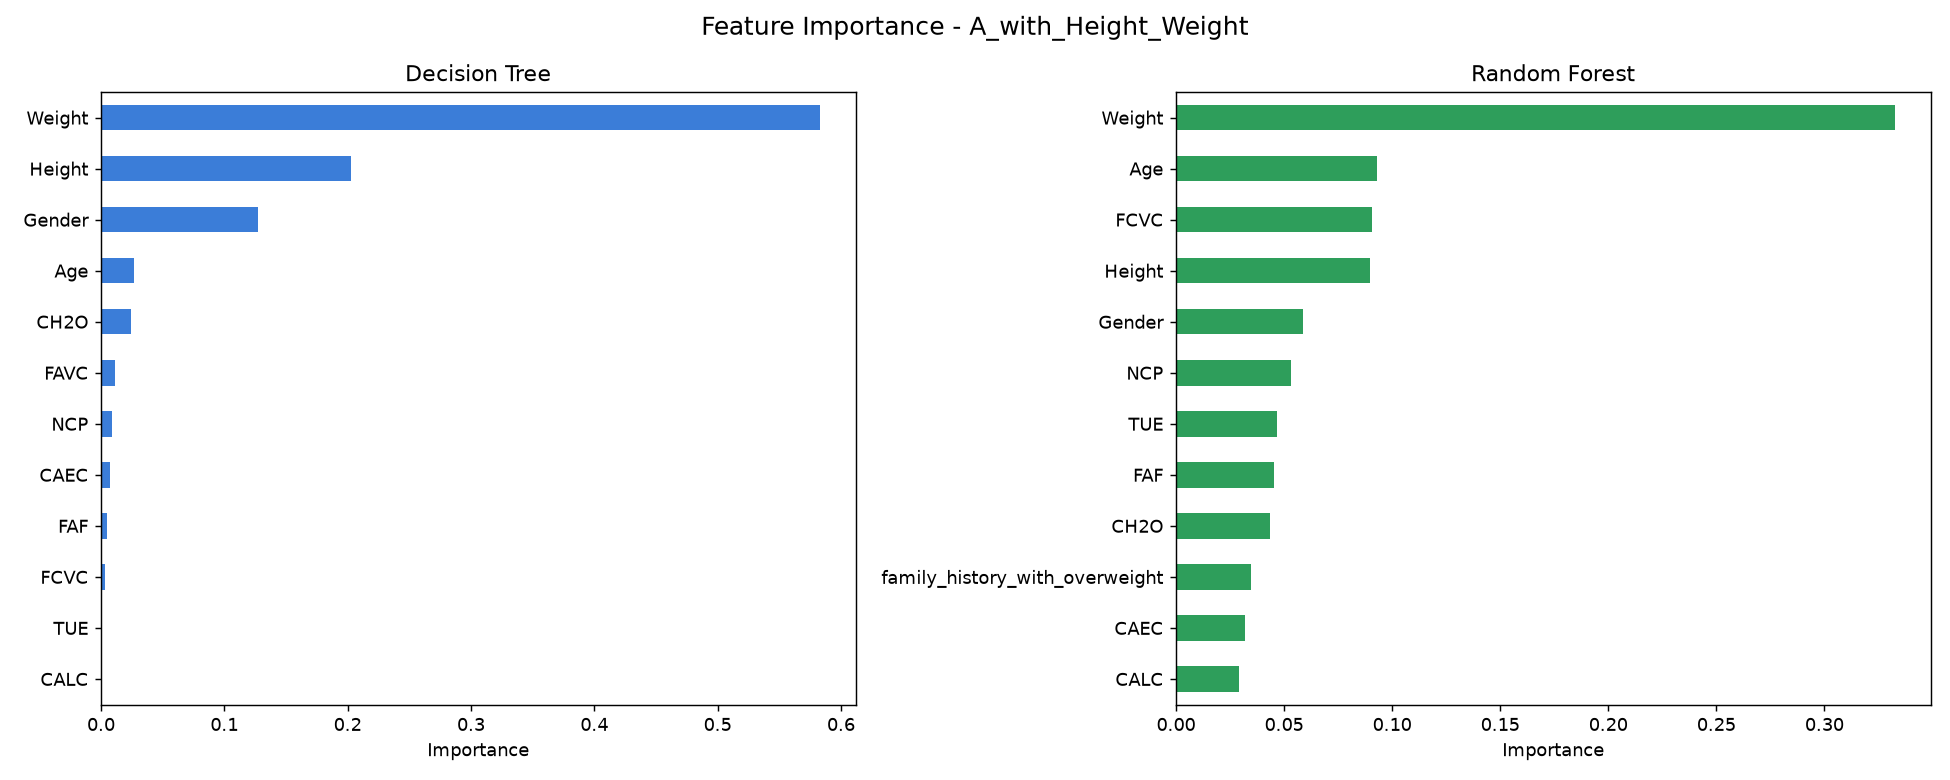 Feature Importance - A_with_Height_Weight
Decision Tree
Weight
Height
Gender
Age
CH2O
FAVC
NCP
CAEC
FAF
FCVC
TUE
CALC
0.0 0.1 0.2 0.3 0.4 0.5 0.6
Importance
Random Forest
Weight
Age
FCVC
Height
Gender
NCP
TUE
FAF
CH2O
family_history_with_overweight
CAEC
CALC
0.00 0.05 0.10 0.15 0.20 0.25 0.30
Importance